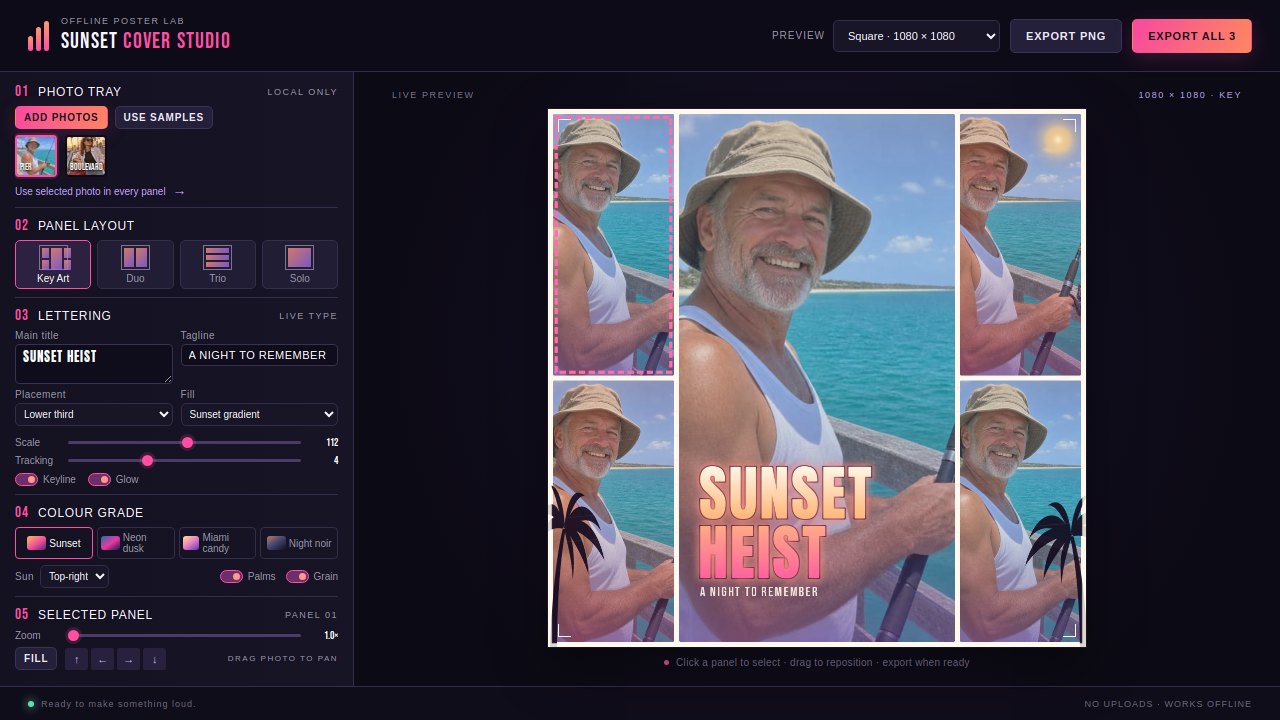 OFFLINE POSTER LAB
SUNSET COVER STUDIO
PREVIEW
Square · 1080 × 1080
EXPORT PNG
EXPORT ALL 3
01 PHOTO TRAY
LOCAL ONLY
ADD PHOTOS
USE SAMPLES
PIER
BOULEVARD
Use selected photo in every panel →
02 PANEL LAYOUT
Key Art
Duo
Trio
Solo
03 LETTERING
LIVE TYPE
Main title
Tagline
SUNSET HEIST
A NIGHT TO REMEMBER
Placement
Fill
Lower third
Sunset gradient
Scale
112
Tracking
4
Keyline
Glow
04 COLOUR GRADE
Sunset
Neon
dusk
Miami
candy
Night noir
Sun
Top-right
Palms
Grain
05 SELECTED PANEL
PANEL 01
Zoom
1.0×
FILL
↑ ← → ↓
DRAG PHOTO TO PAN
LIVE PREVIEW
1080 × 1080 · KEY
SUNSET
HEIST
A NIGHT TO REMEMBER
Click a panel to select · drag to reposition · export when ready
Ready to make something loud.
NO UPLOADS · WORKS OFFLINE